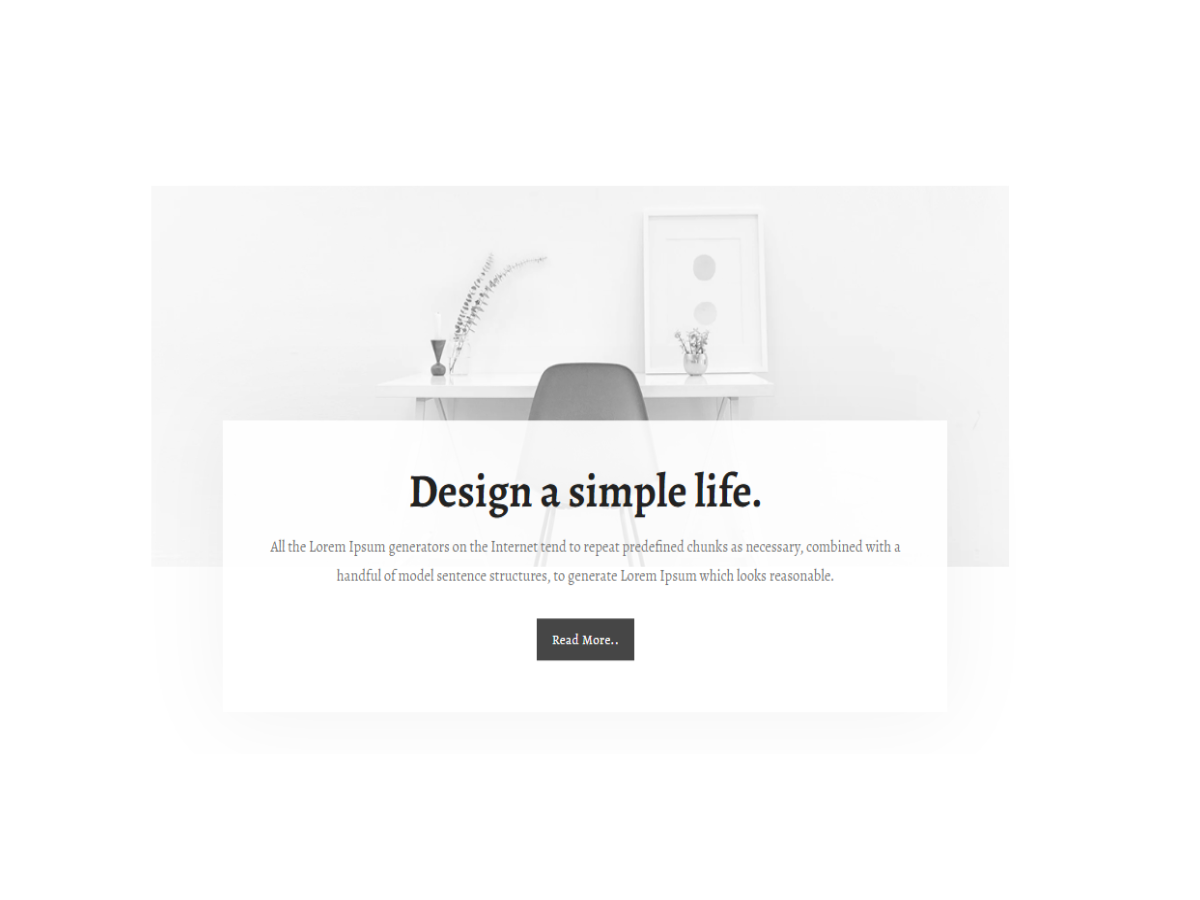 Design a simple life.
All the Lorem Ipsum generators on the Internet tend to repeat predefined chunks as necessary, combined with a
handful of model sentence structures, to generate Lorem Ipsum which looks reasonable.
Read More..